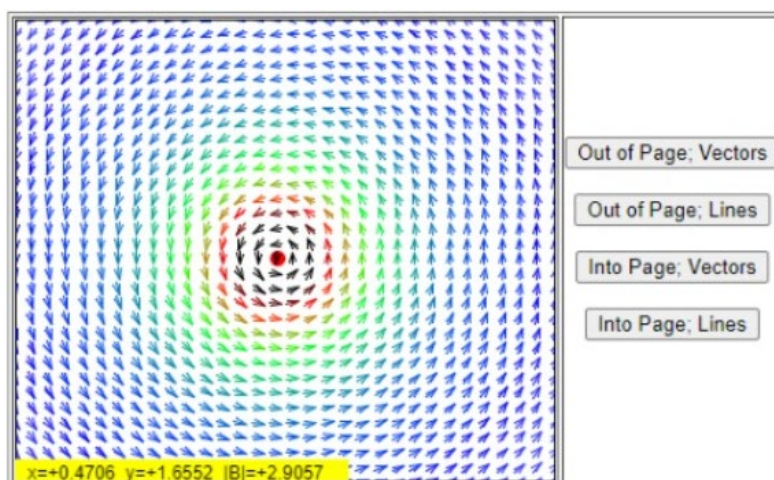 Out of Page; Vectors
Out of Page; Lines
Into Page; Vectors
Into Page; Lines
x=+0.4706 y=+1.6552 |B|=+2.9057